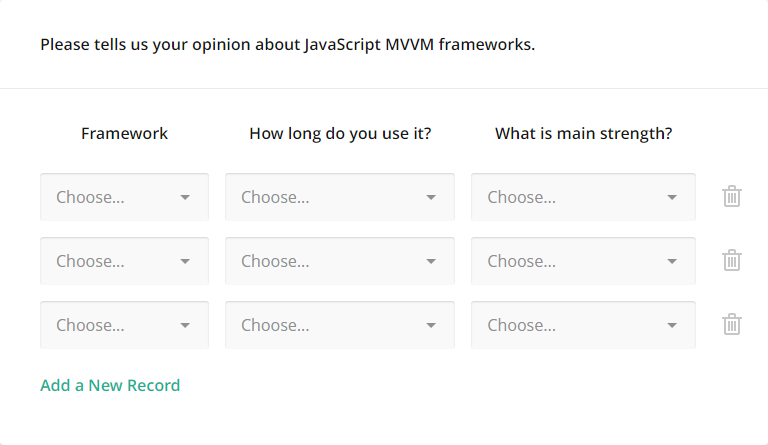 Please tells us your opinion about JavaScript MVVM frameworks.
Framework How long do you use it? What is main strength?
Choose... Choose... Choose...
Choose... Choose... Choose...
Choose... Choose... Choose...
Add a New Record